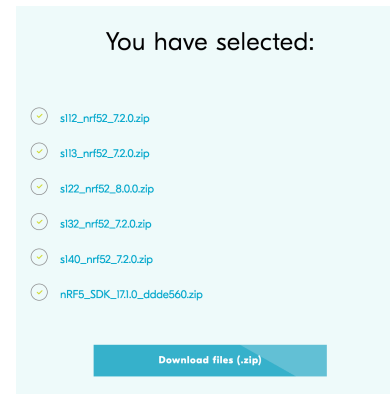 You have selected:
s112_nrf52_7.2.0.zip
s113_nrf52_7.2.0.zip
s122_nrf52_8.0.0.zip
s132_nrf52_7.2.0.zip
s140_nrf52_7.2.0.zip
nRF5_SDK_17.1.0_ddde560.zip
Download files (.zip)